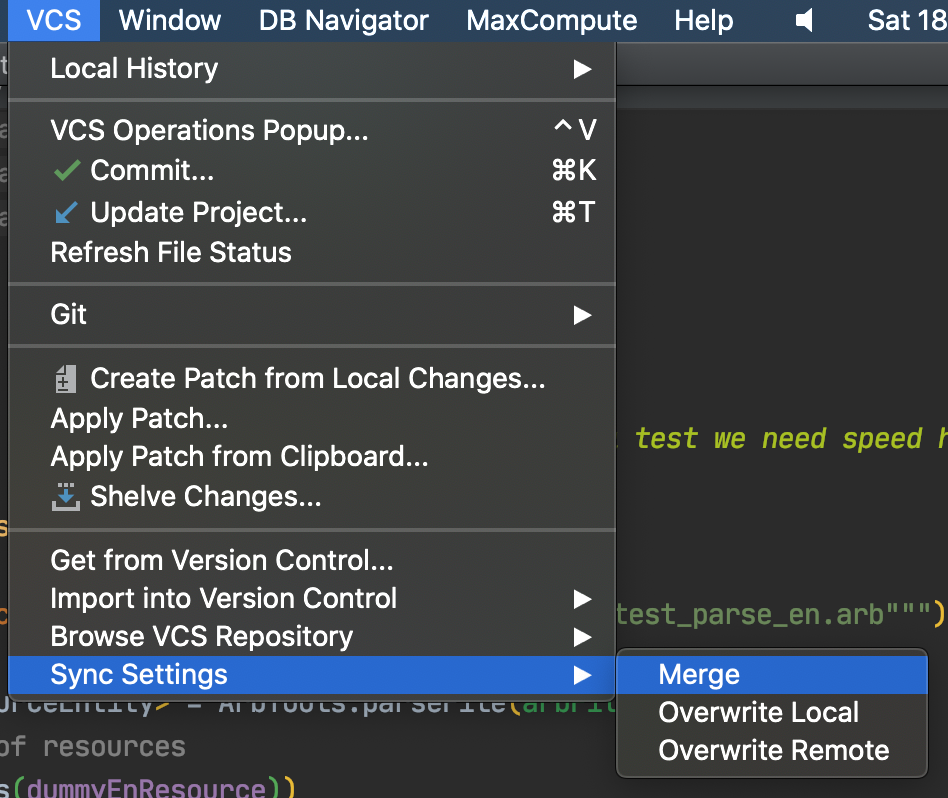 VCS Window DB Navigator MaxCompute Help Sat 18
Local History
VCS Operations Popup... ^V
Commit... ⌘K
Update Project... ⌘T
Refresh File Status
Git
Create Patch from Local Changes...
Apply Patch...
test we need speed
Apply Patch from Clipboard...
Shelve Changes...
Get from Version Control...
Import into Version Control
test_parse_en.arb""")
Browse VCS Repository
Sync Settings
Merge
Overwrite Local
Overwrite Remote
of resources
s(dummyEnResource))